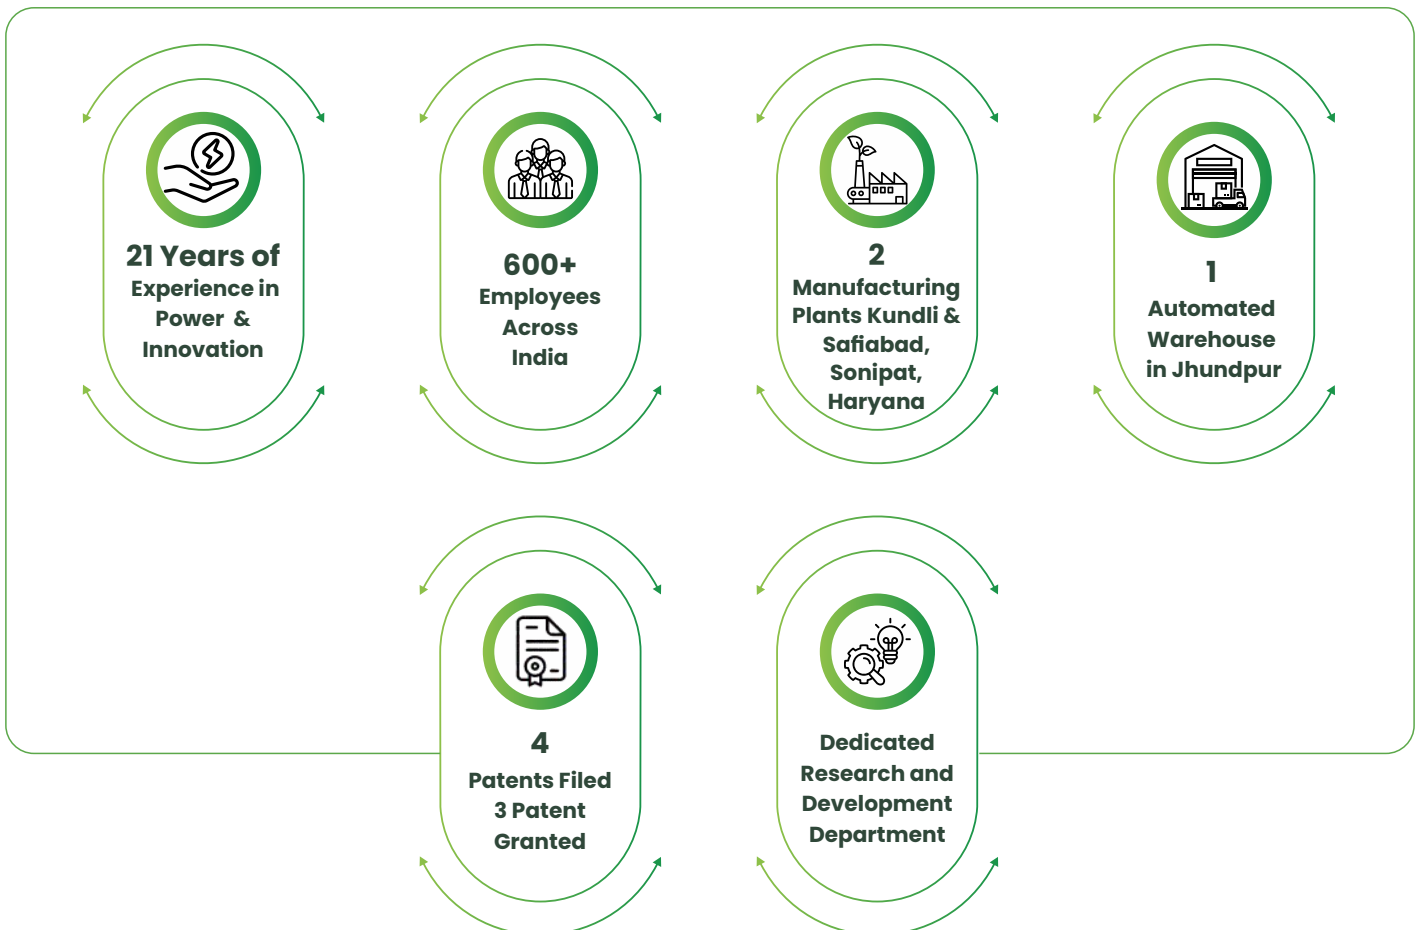 21 Years of
Experience in
Power &
Innovation
600+
Employees
Across
India
2
Manufacturing
Plants Kundli &
Safiabad,
Sonipat,
Haryana
1
Automated
Warehouse
in Jhundpur
4
Patents Filed
3 Patent
Granted
Dedicated
Research and
Development
Department